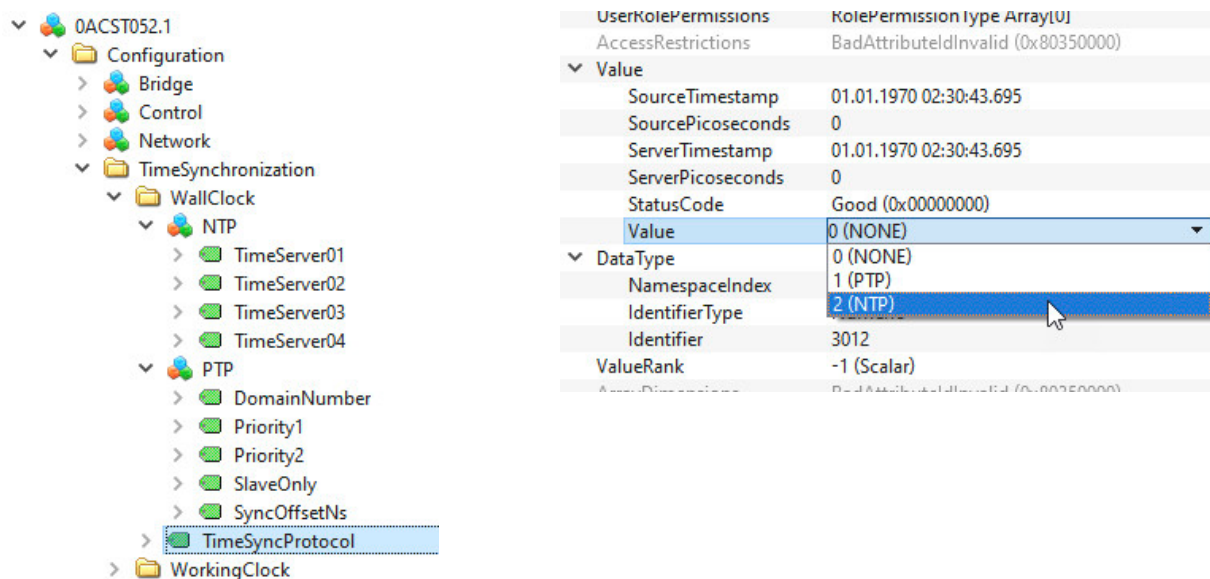 0ACST052.1
Configuration
Bridge
Control
Network
TimeSynchronization
WallClock
NTP
TimeServer01
TimeServer02
TimeServer03
TimeServer04
PTP
DomainNumber
Priority1
Priority2
SlaveOnly
SyncOffsetNs
TimeSyncProtocol
WorkingClock
UserRolePermissions RolePermissionType Array[0]
AccessRestrictions BadAttributeIdInvalid (0x80350000)
Value
SourceTimestamp 01.01.1970 02:30:43.695
SourcePicoseconds 0
ServerTimestamp 01.01.1970 02:30:43.695
ServerPicoseconds 0
StatusCode Good (0x00000000)
Value 0 (NONE)
DataType 0 (NONE)
NamespaceIndex 1 (PTP)
2 (NTP)
IdentifierType
Identifier 3012
ValueRank -1 (Scalar)
ArrayDimensions BadAttributeIdInvalid (0x80350000)